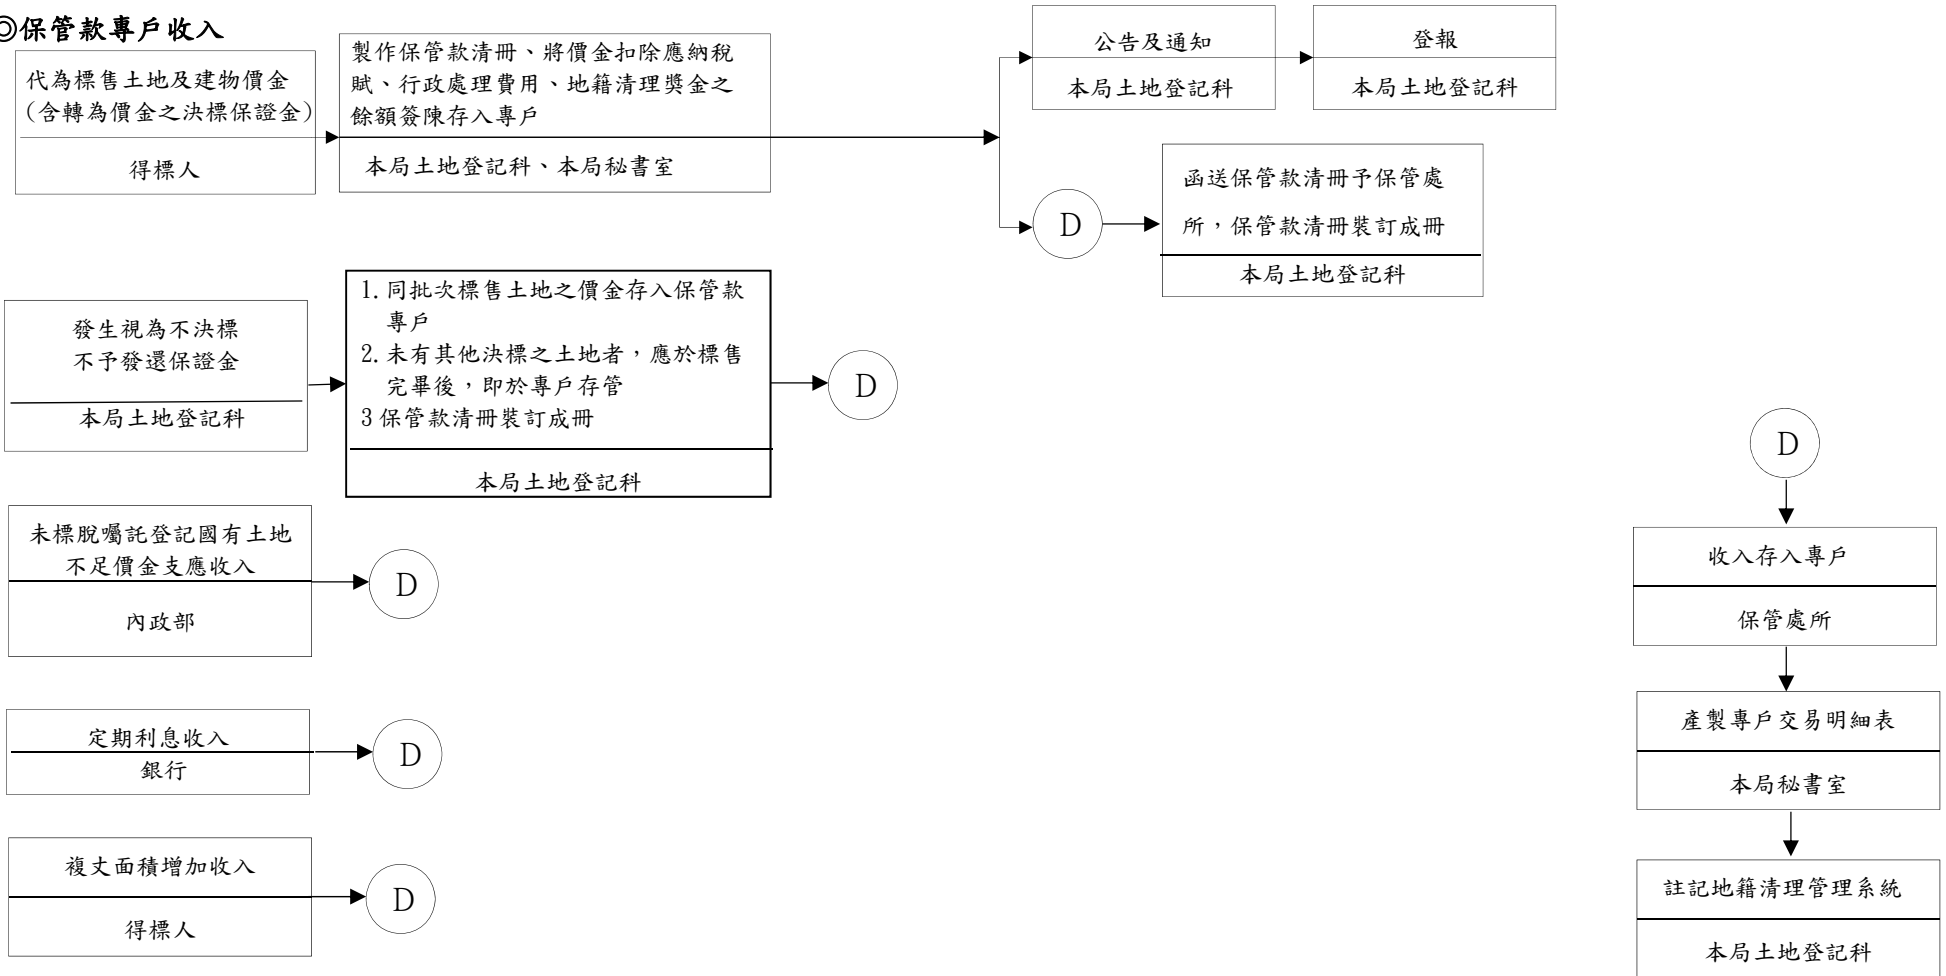 ◎保管款專戶收入
代為標售土地及建物價金
(含轉為價金之決標保證金)
得標人
製作保管款清冊、將價金扣除應納稅
賦、行政處理費用、地籍清理獎金之
餘額簽陳存入專戶
本局土地登記科、本局秘書室
公告及通知
本局土地登記科
登報
本局土地登記科
D
函送保管款清冊予保管處
所，保管款清冊裝訂成冊
本局土地登記科
發生視為不決標
不予發還保證金
本局土地登記科
1.同批次標售土地之價金存入保管款
專戶
2.未有其他決標之土地者，應於標售
完畢後，即於專戶存管
3保管款清冊裝訂成冊
本局土地登記科
D
未標脫囑託登記國有土地
不足價金支應收入
內政部
D
定期利息收入
銀行
D
複丈面積增加收入
得標人
D
D
收入存入專戶
保管處所
產製專戶交易明細表
本局秘書室
註記地籍清理管理系統
本局土地登記科